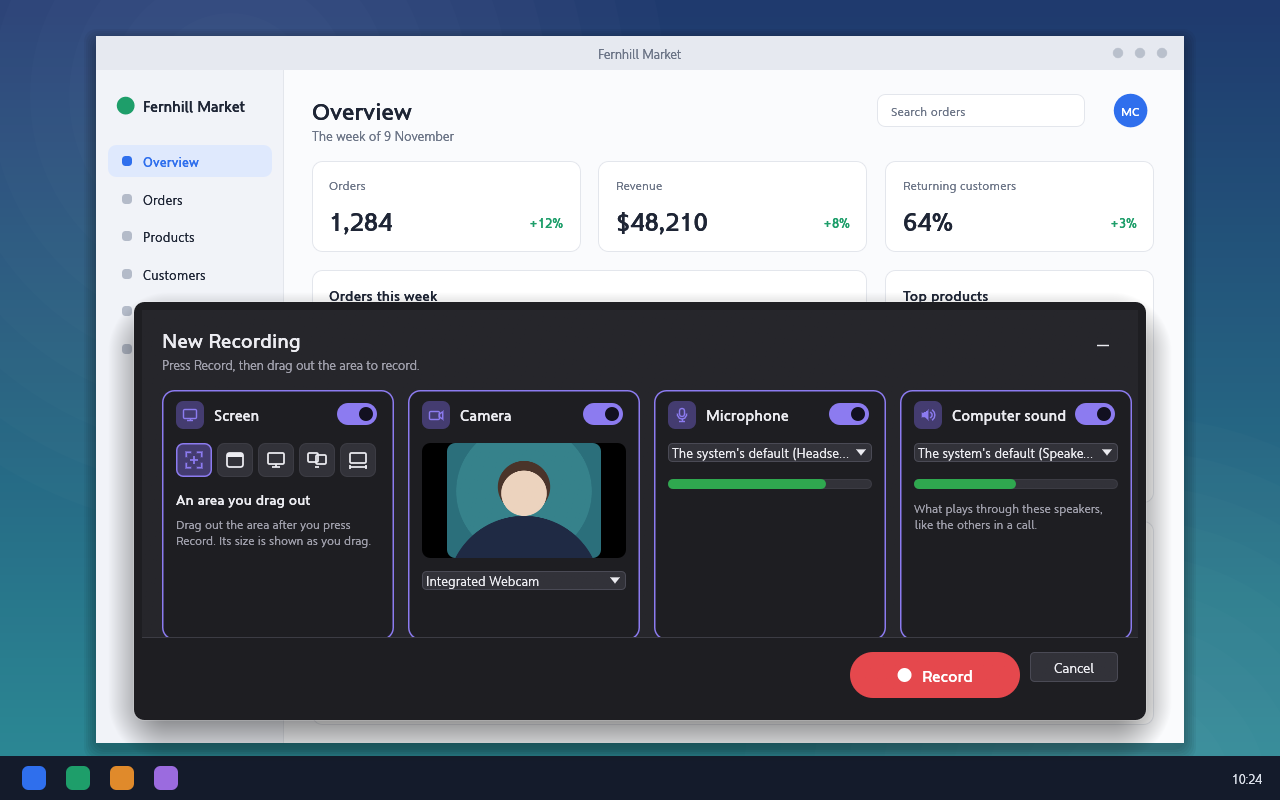 Fernhill Market
Fernhill Market
Overview
Orders
Products
Customers
Overview
The week of 9 November
Search orders
MC
Orders
1,284
+12%
Revenue
$48,210
+8%
Returning customers
64%
+3%
Orders this week
Top products
New Recording
Press Record, then drag out the area to record.
Screen
An area you drag out
Drag out the area after you press
Record. Its size is shown as you drag.
Camera
Integrated Webcam
Microphone
The system's default (Headse...
Computer sound
The system's default (Speake...
What plays through these speakers,
like the others in a call.
Record
Cancel
10:24